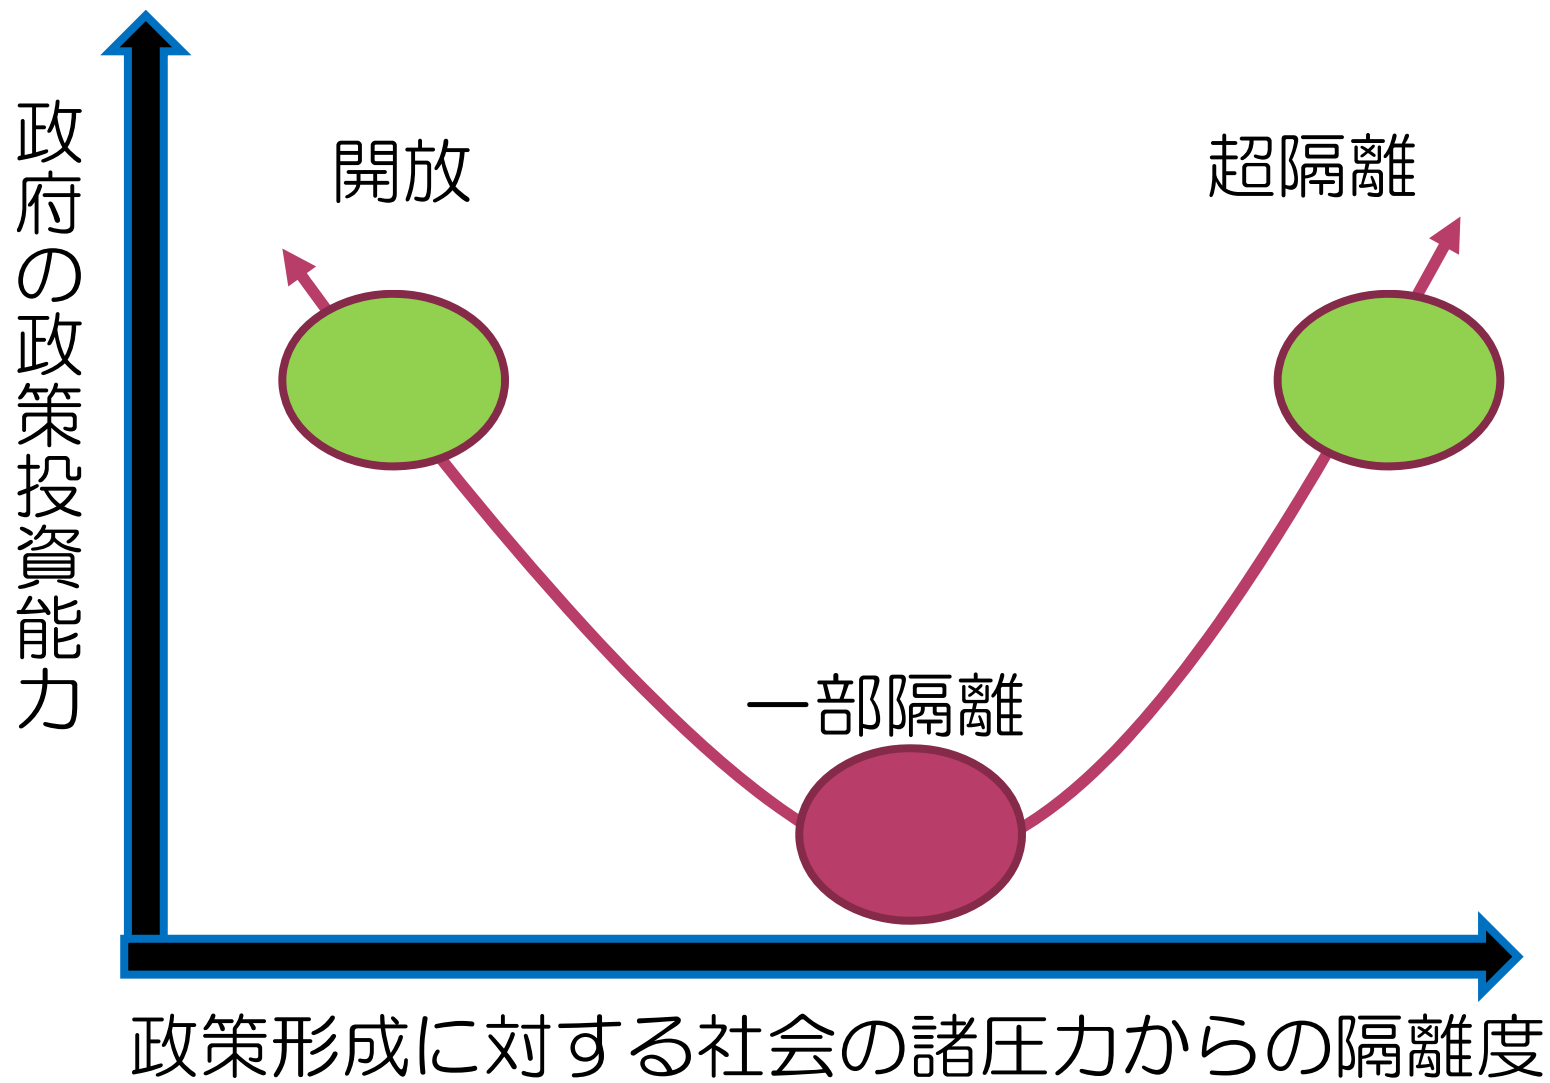 政府の政策投資能力
開放
超隔離
一部隔離
政策形成に対する社会の諸圧力からの隔離度